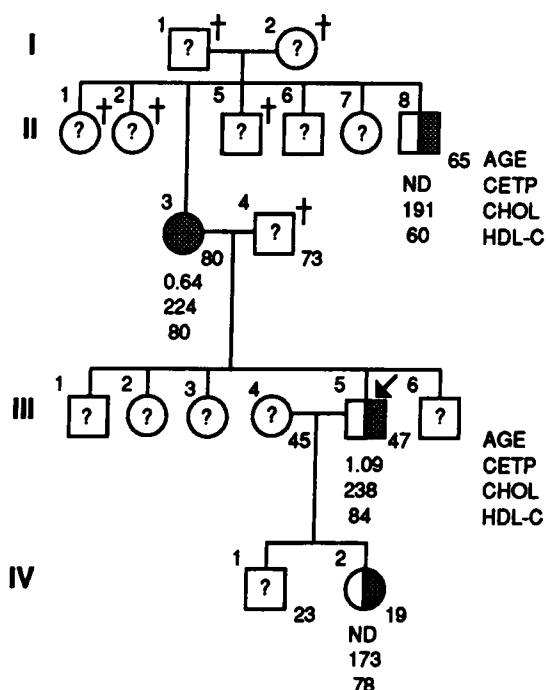 I 1 ? † 2 ? †
II 1 ? † 2 ? † 5 ? † 6 ? 7 ? 8
65 AGE
ND CETP
191 CHOL
60 HDL-C
3 80 4 ? † 73
0.64
224
80
III 1 ? 2 ? 3 ? 4 ? 45 5 47 6 ?
AGE
1.09 CETP
238 CHOL
84 HDL-C
IV 1 ? 23 2 19
ND
173
78